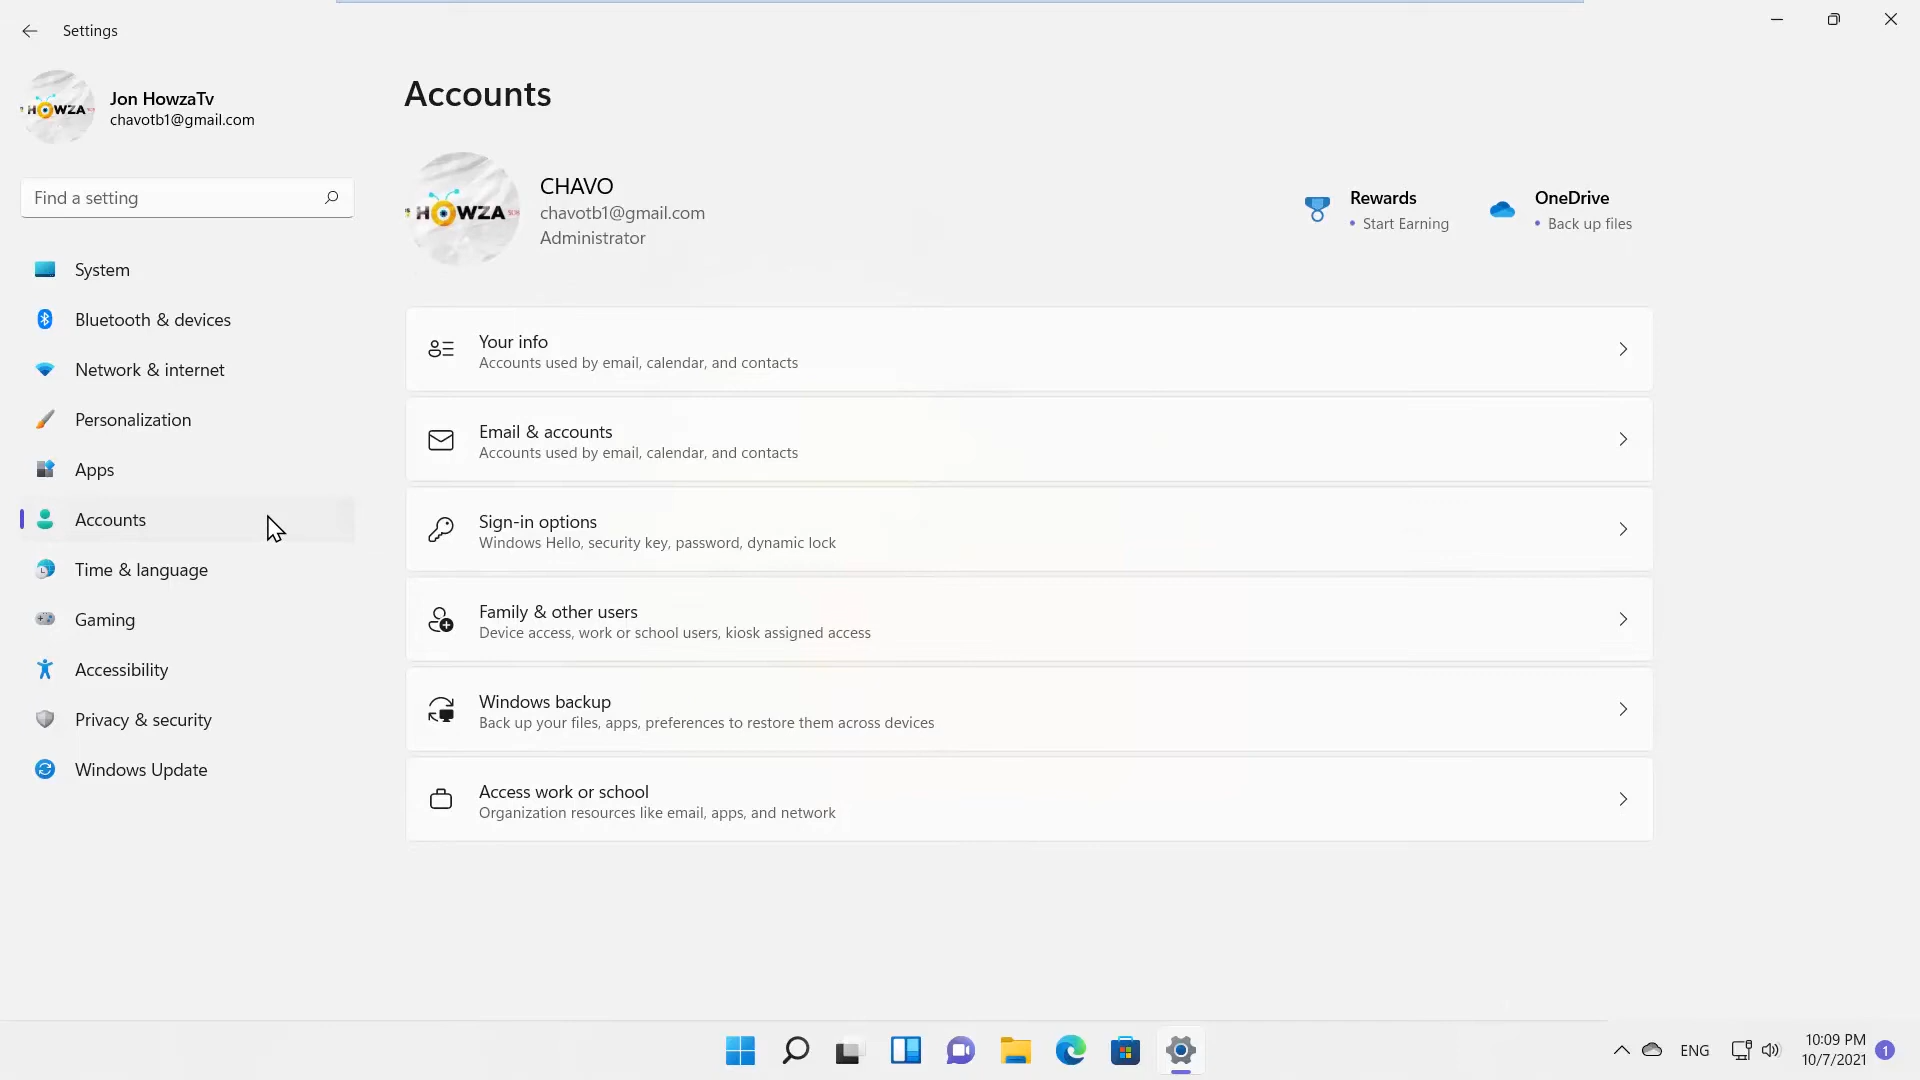 Settings
HOWZA
Jon HowzaTv
chavotb1@gmail.com
Find a setting
System
Bluetooth & devices
Network & internet
Personalization
Apps
Accounts
Time & language
Gaming
Accessibility
Privacy & security
Windows Update
Accounts
HOWZA
CHAVO
chavotb1@gmail.com
Administrator
Rewards
• Start Earning
OneDrive
• Back up files
Your info
Accounts used by email, calendar, and contacts
Email & accounts
Accounts used by email, calendar, and contacts
Sign-in options
Windows Hello, security key, password, dynamic lock
Family & other users
Device access, work or school users, kiosk assigned access
Windows backup
Back up your files, apps, preferences to restore them across devices
Access work or school
Organization resources like email, apps, and network
ENG
10:09 PM
10/7/2021
1